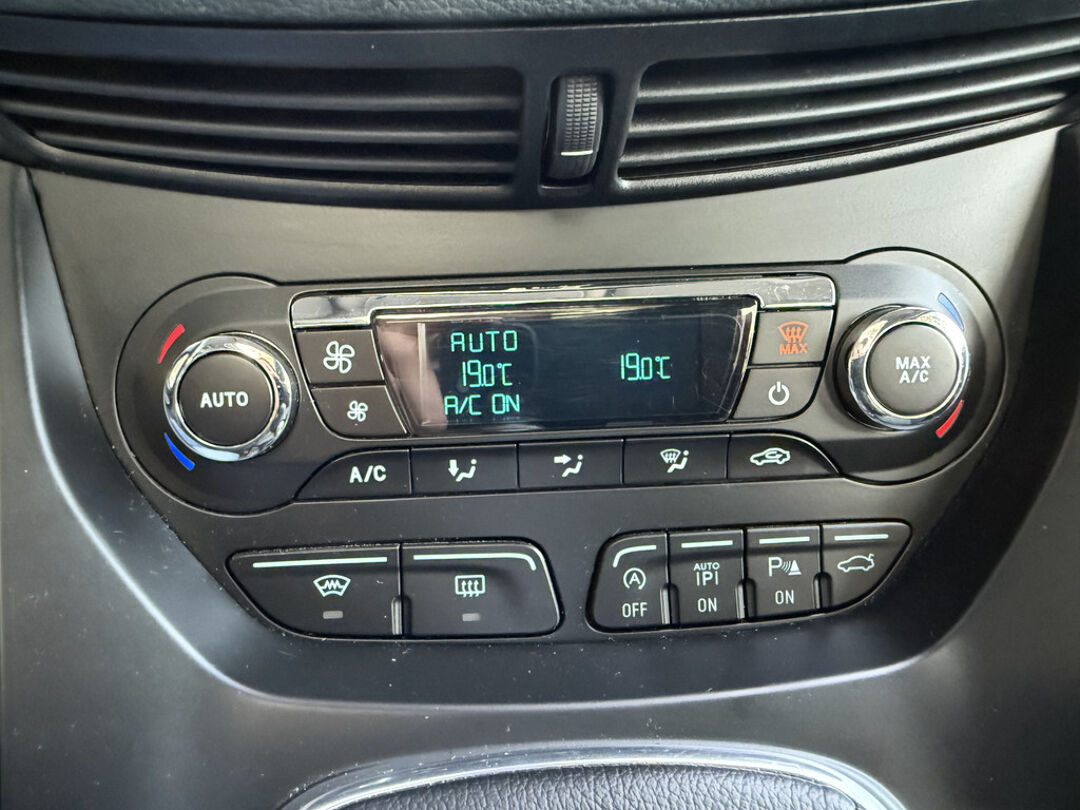 AUTO
19.0°C
A/C ON
19.0°C
MAX
AUTO
MAX
A/C
A/C
A
OFF
AUTO
P
ON
P
ON